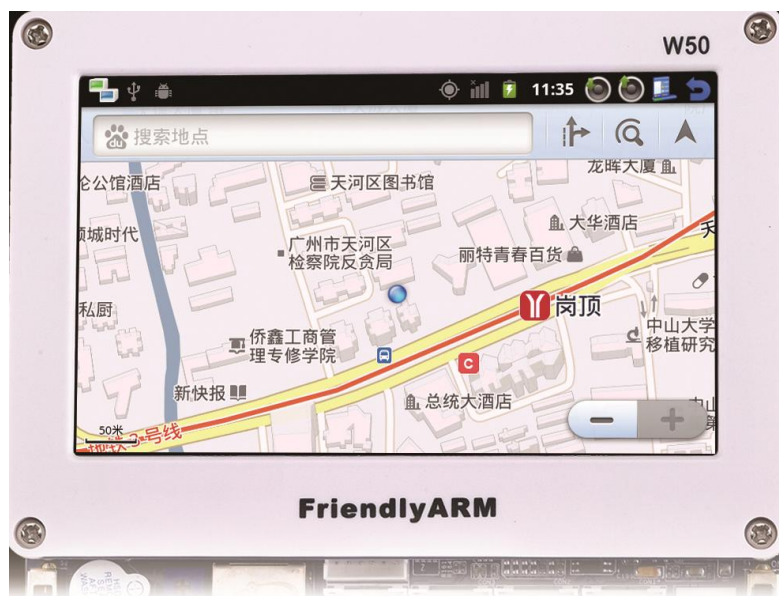 W50
11:35
du 搜索地点
龙晖大厦
公馆酒店
天河区图书馆
城时代
大华酒店
广州市天河区
检察院反贪局
丽特青春百货
私厨
岗顶
侨鑫工商管
理专修学院
中山大学
移植研究
C
新快报
总统大酒店
50米
地铁3号线
FriendlyARM